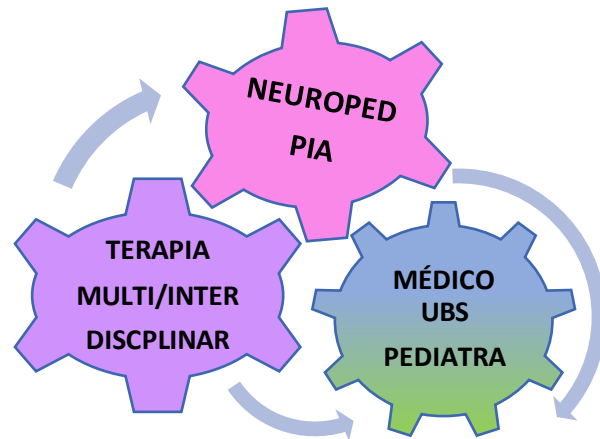 NEUROPED
PIA
TERAPIA
MULTI/INTER
DISCPLINAR
MÉDICO
UBS
PEDIATRA